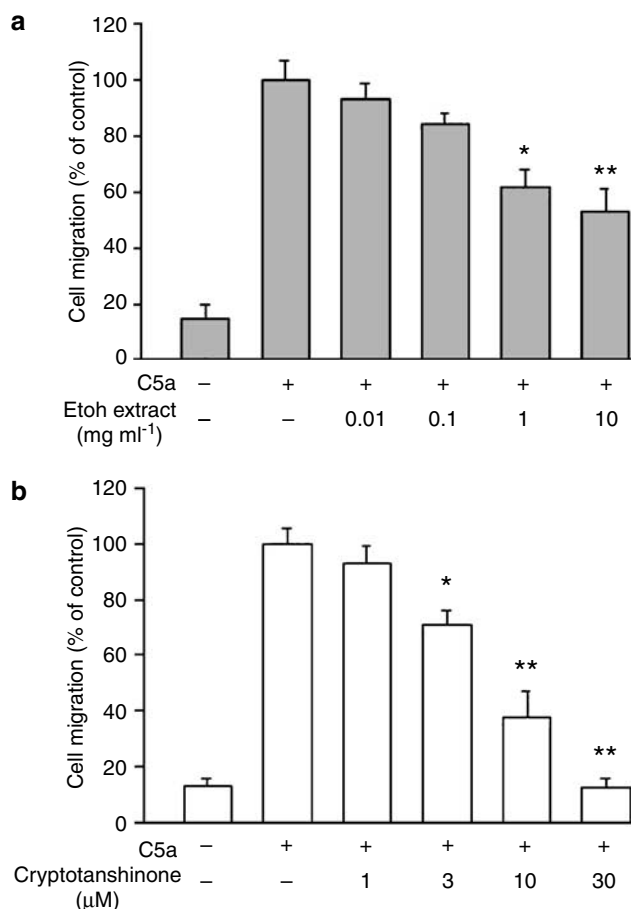 a
120
100
80
60
40
20
0
Cell migration (% of control)
*
**
C5a – + + + + +
Etoh extract – – 0.01 0.1 1 10
(mg ml-1)
b
120
100
80
60
40
20
0
Cell migration (% of control)
*
**
**
C5a – + + + + +
Cryptotanshinone – – 1 3 10 30
(μM)